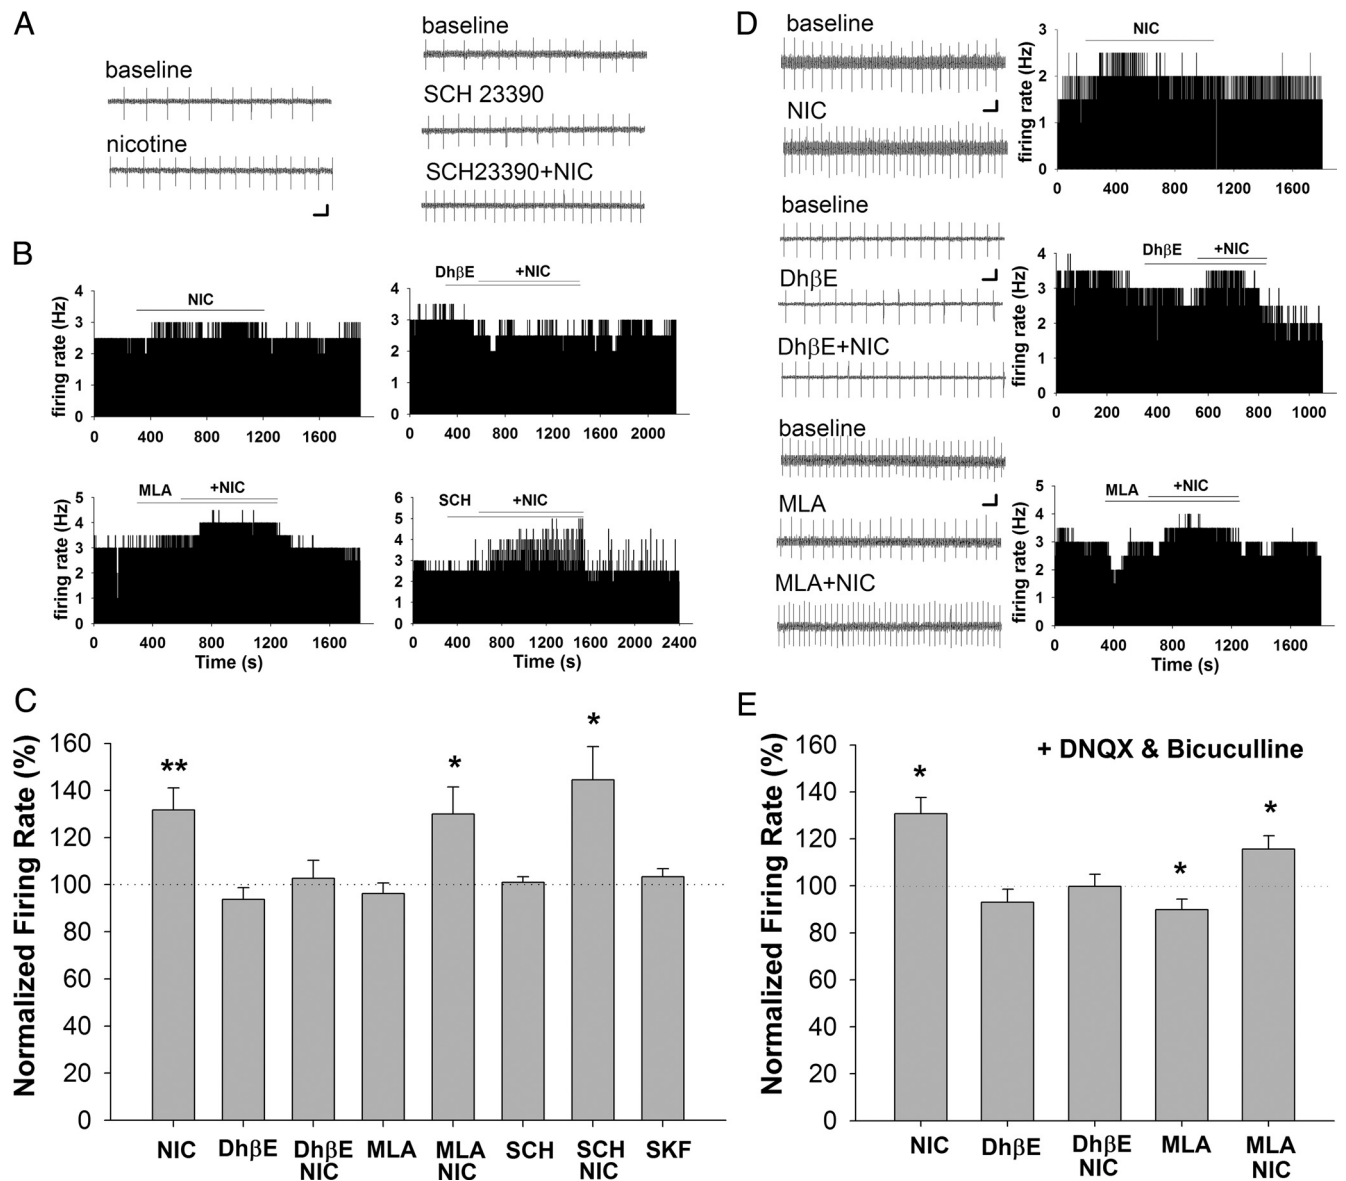 A
baseline
nicotine
baseline
SCH 23390
SCH23390+NIC
B
NIC
firing rate (Hz)
4
3
2
1
0
0 400 800 1200 1600
DhβE +NIC
4
3
2
1
0
0 400 800 1200 1600 2000
MLA +NIC
firing rate (Hz)
5
4
3
2
1
0
0 400 800 1200 1600
Time (s)
SCH +NIC
6
5
4
3
2
1
0
0 400 800 1200 1600 2000 2400
Time (s)
C
Normalized Firing Rate (%)
160
140
120
100
80
60
40
20
0
** * *
NIC DhβE DhβE MLA MLA SCH SCH SKF
NIC NIC NIC
D
baseline
NIC
NIC
firing rate (Hz)
3
2
1
0
0 400 800 1200 1600
baseline
DhβE
DhβE+NIC
DhβE +NIC
firing rate (Hz)
4
3
2
1
0
0 200 400 600 800 1000
baseline
MLA
MLA+NIC
MLA +NIC
firing rate (Hz)
5
4
3
2
1
0
0 400 800 1200 1600
Time (s)
E
+ DNQX & Bicuculline
Normalized Firing Rate (%)
160
140
120
100
80
60
40
20
0
* * *
NIC DhβE DhβE MLA MLA
NIC NIC